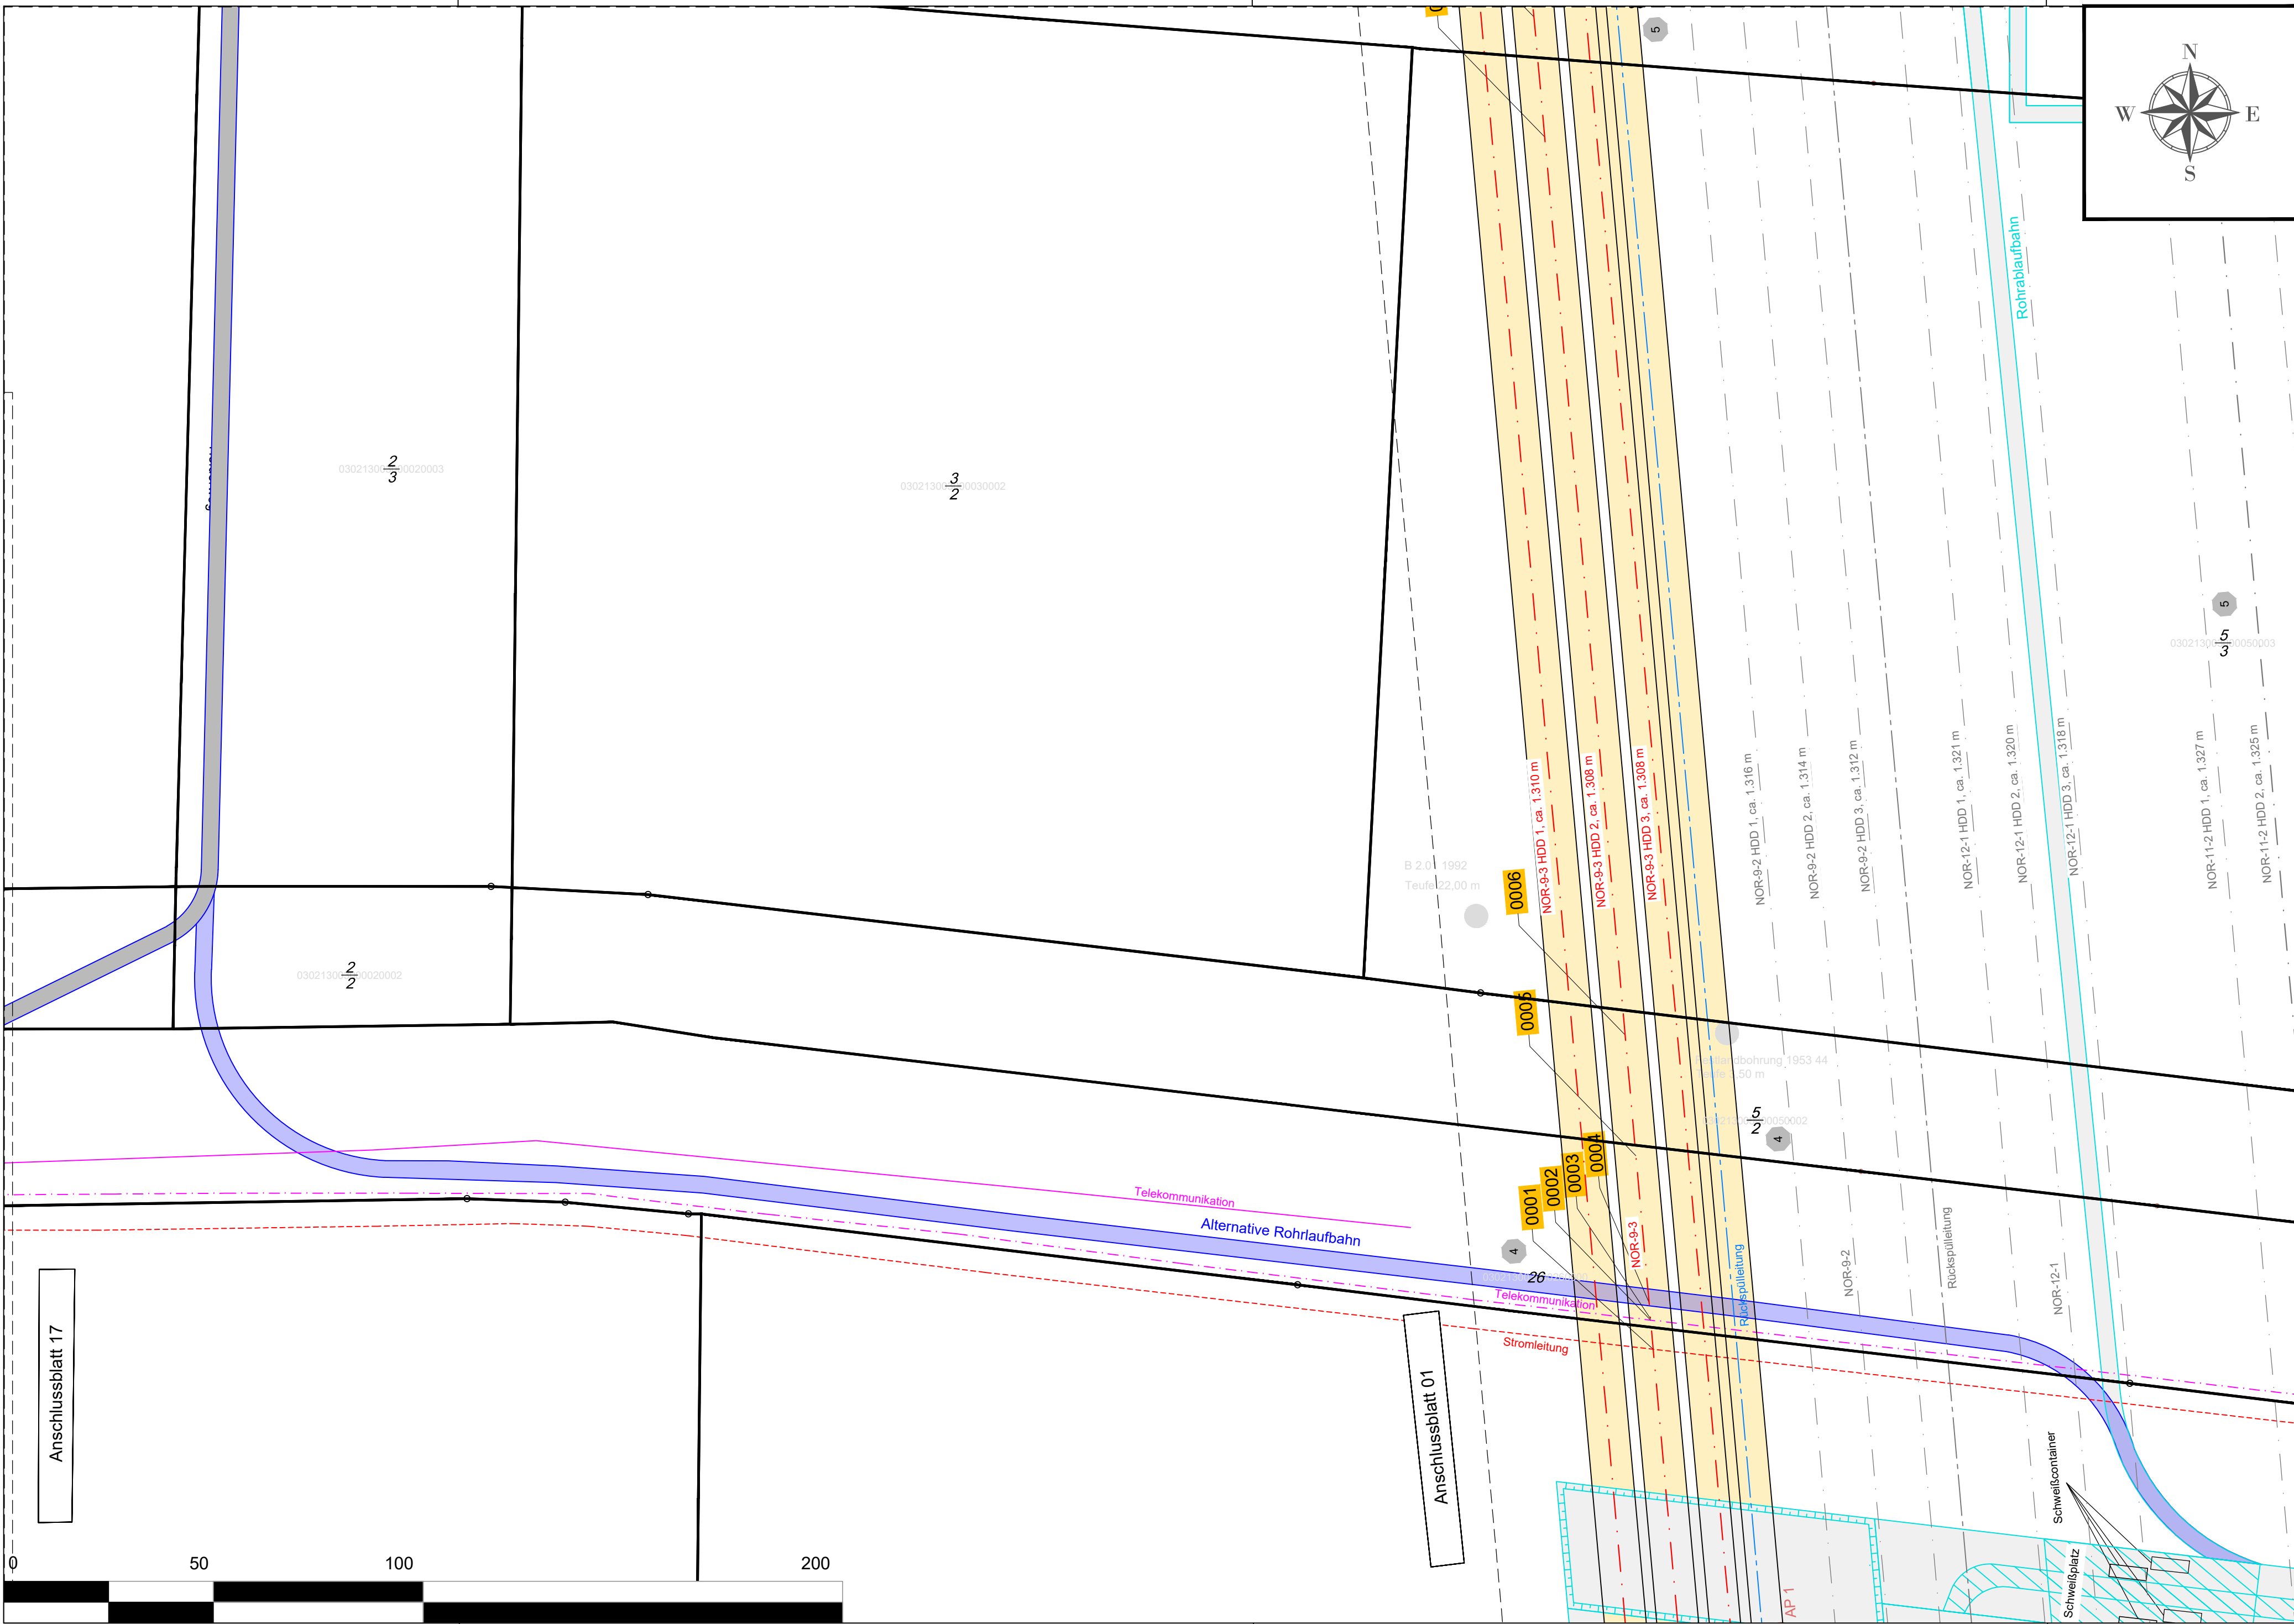 N
W
E
S
5
Rohrablaufbahn
2
3
3
2
5
5
3
NOR-9-3 HDD 1, ca. 1.310 m
NOR-9-3 HDD 2, ca. 1.308 m
NOR-9-3 HDD 3, ca. 1.308 m
NOR-9-2 HDD 1, ca. 1.316 m
NOR-9-2 HDD 2, ca. 1.314 m
NOR-9-2 HDD 3, ca. 1.312 m
NOR-12-1 HDD 1, ca. 1.321 m
NOR-12-1 HDD 2, ca. 1.320 m
NOR-12-1 HDD 3, ca. 1.318 m
NOR-11-2 HDD 1, ca. 1.327 m
NOR-11-2 HDD 2, ca. 1.325 m
1992
Teufe 22,00 m
0006
0005
2
2
1953 44
5
2
4
0001
0002
0003
0004
Telekommunikation
Alternative Rohrlaufbahn
4
26
Telekommunikation
Stromleitung
NOR-9-3
Rückspülleitung
NOR-9-2
Rückspülleitung
NOR-12-1
Anschlussblatt 17
Anschlussblatt 01
Schweißcontainer
Schweißplatz
AP 1
0
50
100
200